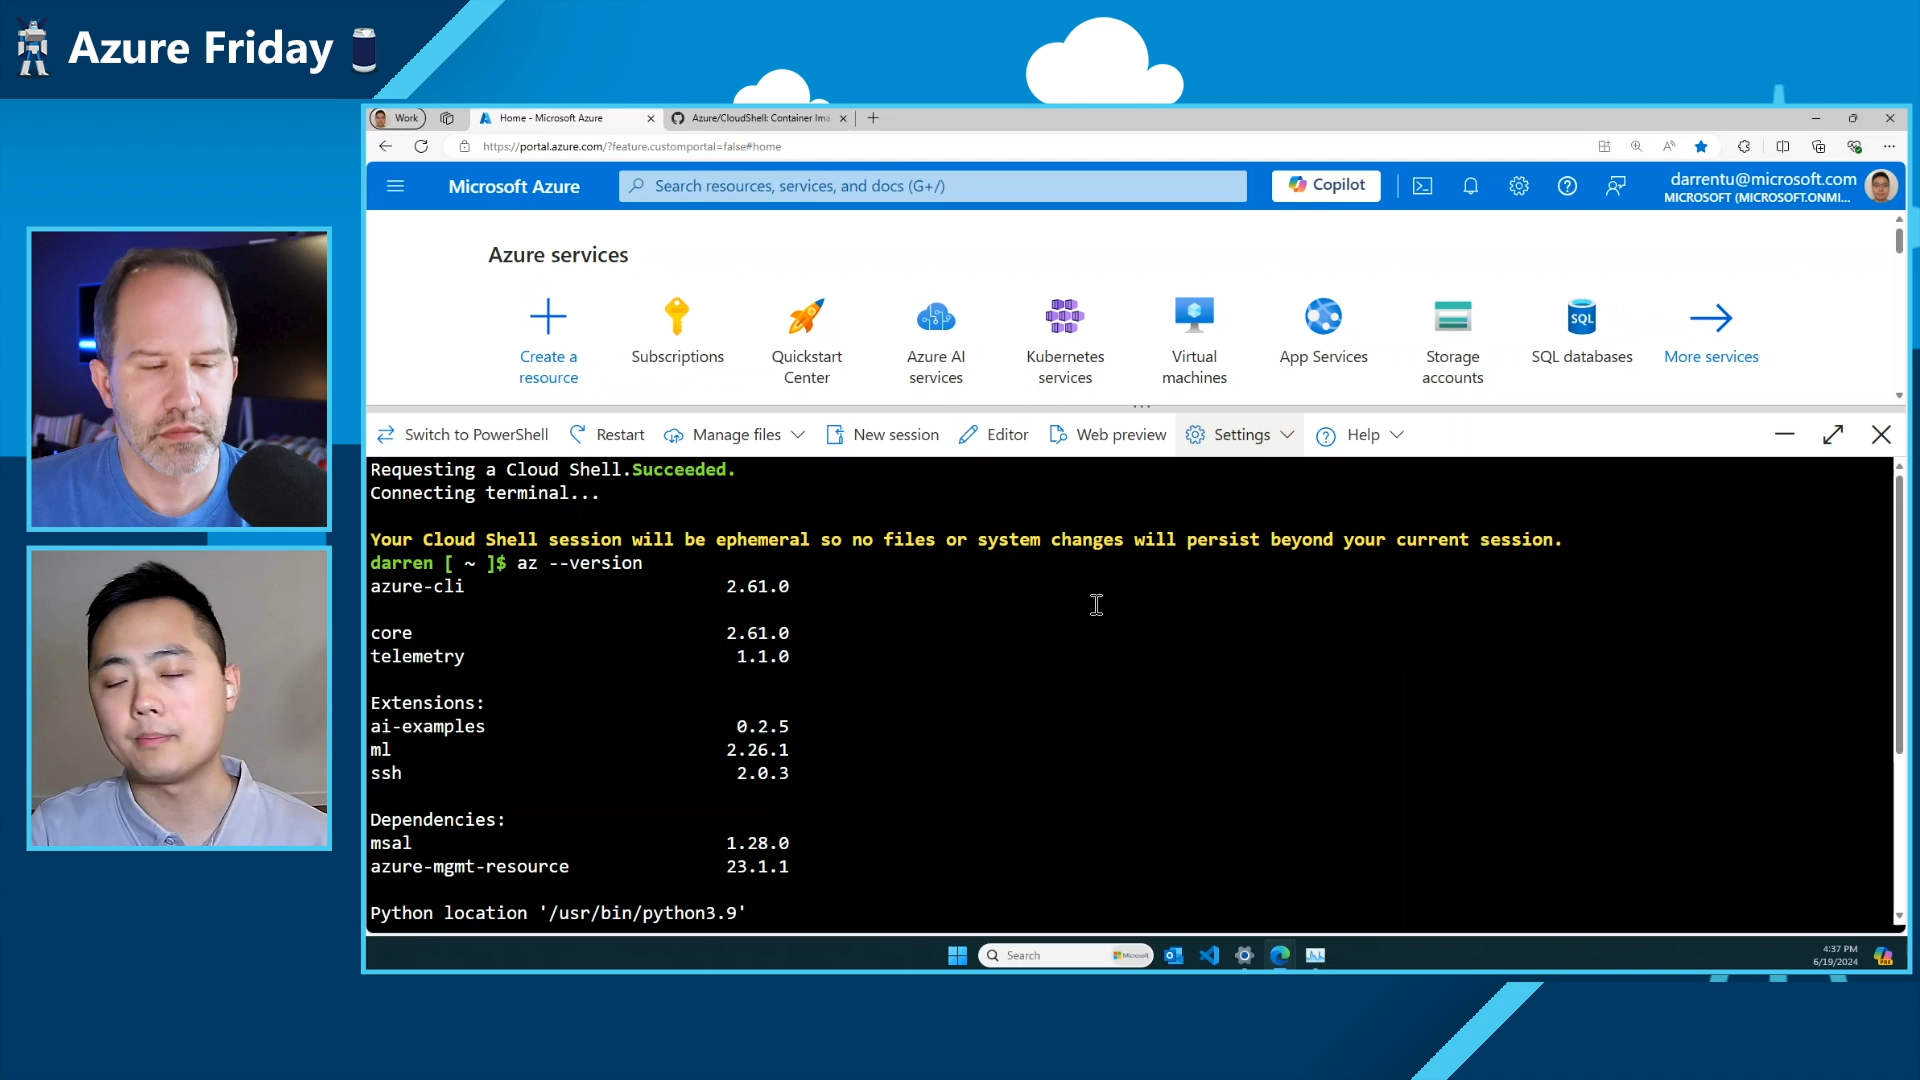 Azure Friday
Work
Home - Microsoft Azure
Azure/CloudShell: Container Ima
https://portal.azure.com/?feature.customportal=false#home
Microsoft Azure
Search resources, services, and docs (G+/)
Copilot
darrentu@microsoft.com
MICROSOFT (MICROSOFT.ONMI...
Azure services
Create a resource
Subscriptions
Quickstart Center
Azure AI services
Kubernetes services
Virtual machines
App Services
Storage accounts
SQL
SQL databases
More services
Switch to PowerShell
Restart
Manage files
New session
Editor
Web preview
Settings
Help
Requesting a Cloud Shell.Succeeded.
Connecting terminal...
Your Cloud Shell session will be ephemeral so no files or system changes will persist beyond your current session.
darren [ ~ ]$ az --version
azure-cli 2.61.0
core 2.61.0
telemetry 1.1.0
Extensions:
ai-examples 0.2.5
ml 2.26.1
ssh 2.0.3
Dependencies:
msal 1.28.0
azure-mgmt-resource 23.1.1
Python location '/usr/bin/python3.9'
Search
Microsoft
4:37 PM
6/19/2024